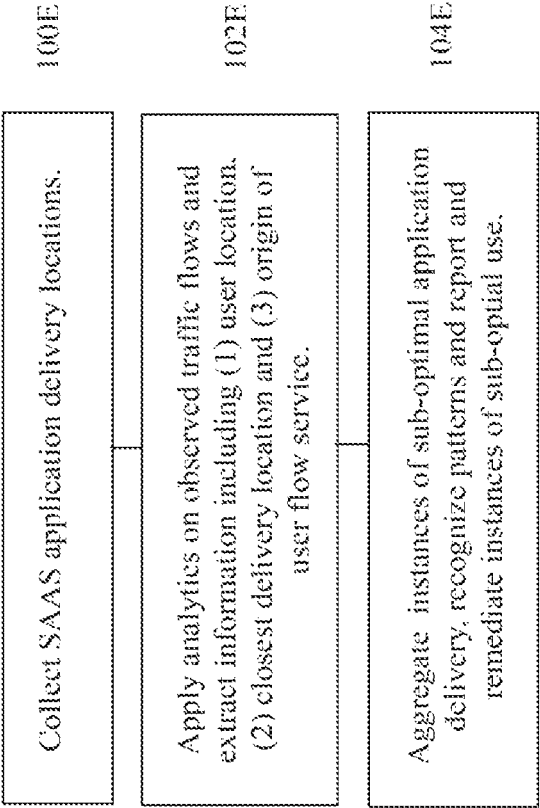 Collect SAAS application delivery locations.
100E
Apply analytics on observed traffic flows and
extract information including (1) user location,
(2) closest delivery location and (3) origin of
user flow service.
102E
Aggregate instances of sub-optimal application
delivery, recognize patterns and report and
remediate instances of sub-optial use.
104E